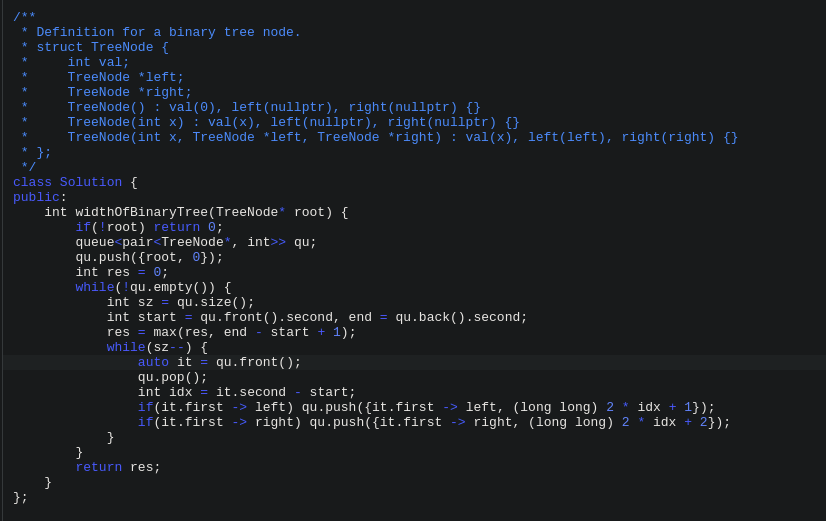 /**
 * Definition for a binary tree node.
 * struct TreeNode {
 *     int val;
 *     TreeNode *left;
 *     TreeNode *right;
 *     TreeNode() : val(0), left(nullptr), right(nullptr) {}
 *     TreeNode(int x) : val(x), left(nullptr), right(nullptr) {}
 *     TreeNode(int x, TreeNode *left, TreeNode *right) : val(x), left(left), right(right) {}
 * };
 */
class Solution {
public:
    int widthOfBinaryTree(TreeNode* root) {
        if(!root) return 0;
        queue<pair<TreeNode*, int>> qu;
        qu.push({root, 0});
        int res = 0;
        while(!qu.empty()) {
            int sz = qu.size();
            int start = qu.front().second, end = qu.back().second;
            res = max(res, end - start + 1);
            while(sz--) {
                auto it = qu.front();
                qu.pop();
                int idx = it.second - start;
                if(it.first -> left) qu.push({it.first -> left, (long long) 2 * idx + 1});
                if(it.first -> right) qu.push({it.first -> right, (long long) 2 * idx + 2});
            }
        }
        return res;
    }
};